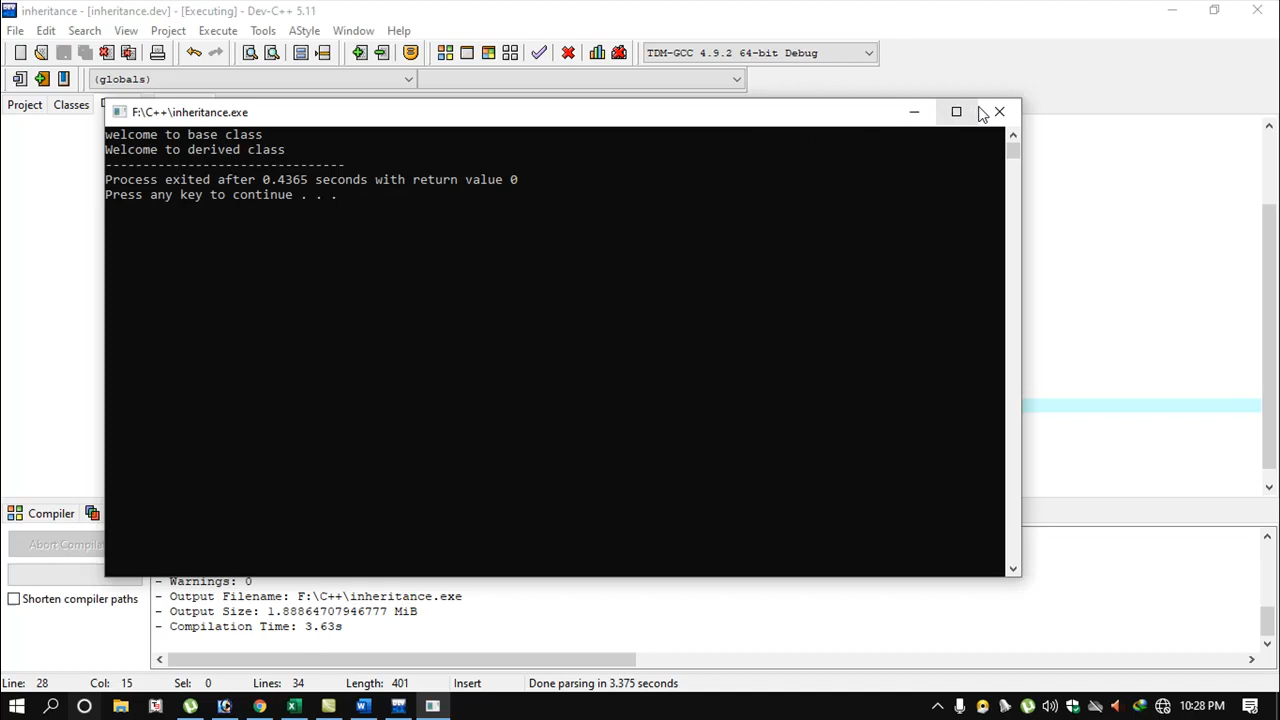 inheritance - [inheritance.dev] - [Executing] - Dev-C++ 5.11
File Edit Search View Project Execute Tools AStyle Window Help
TDM-GCC 4.9.2 64-bit Debug
(globals)
Project Classes D
F:\C++\inheritance.exe
welcome to base class
Welcome to derived class
--------------------------------
Process exited after 0.4365 seconds with return value 0
Press any key to continue . . .
Compiler
Abort Compila
- Warnings: 0
- Output Filename: F:\C++\inheritance.exe
Shorten compiler paths
- Output Size: 1.88864707946777 MiB
- Compilation Time: 3.63s
Line: 28 Col: 15 Sel: 0 Lines: 34 Length: 401 Insert Done parsing in 3.375 seconds
10:28 PM